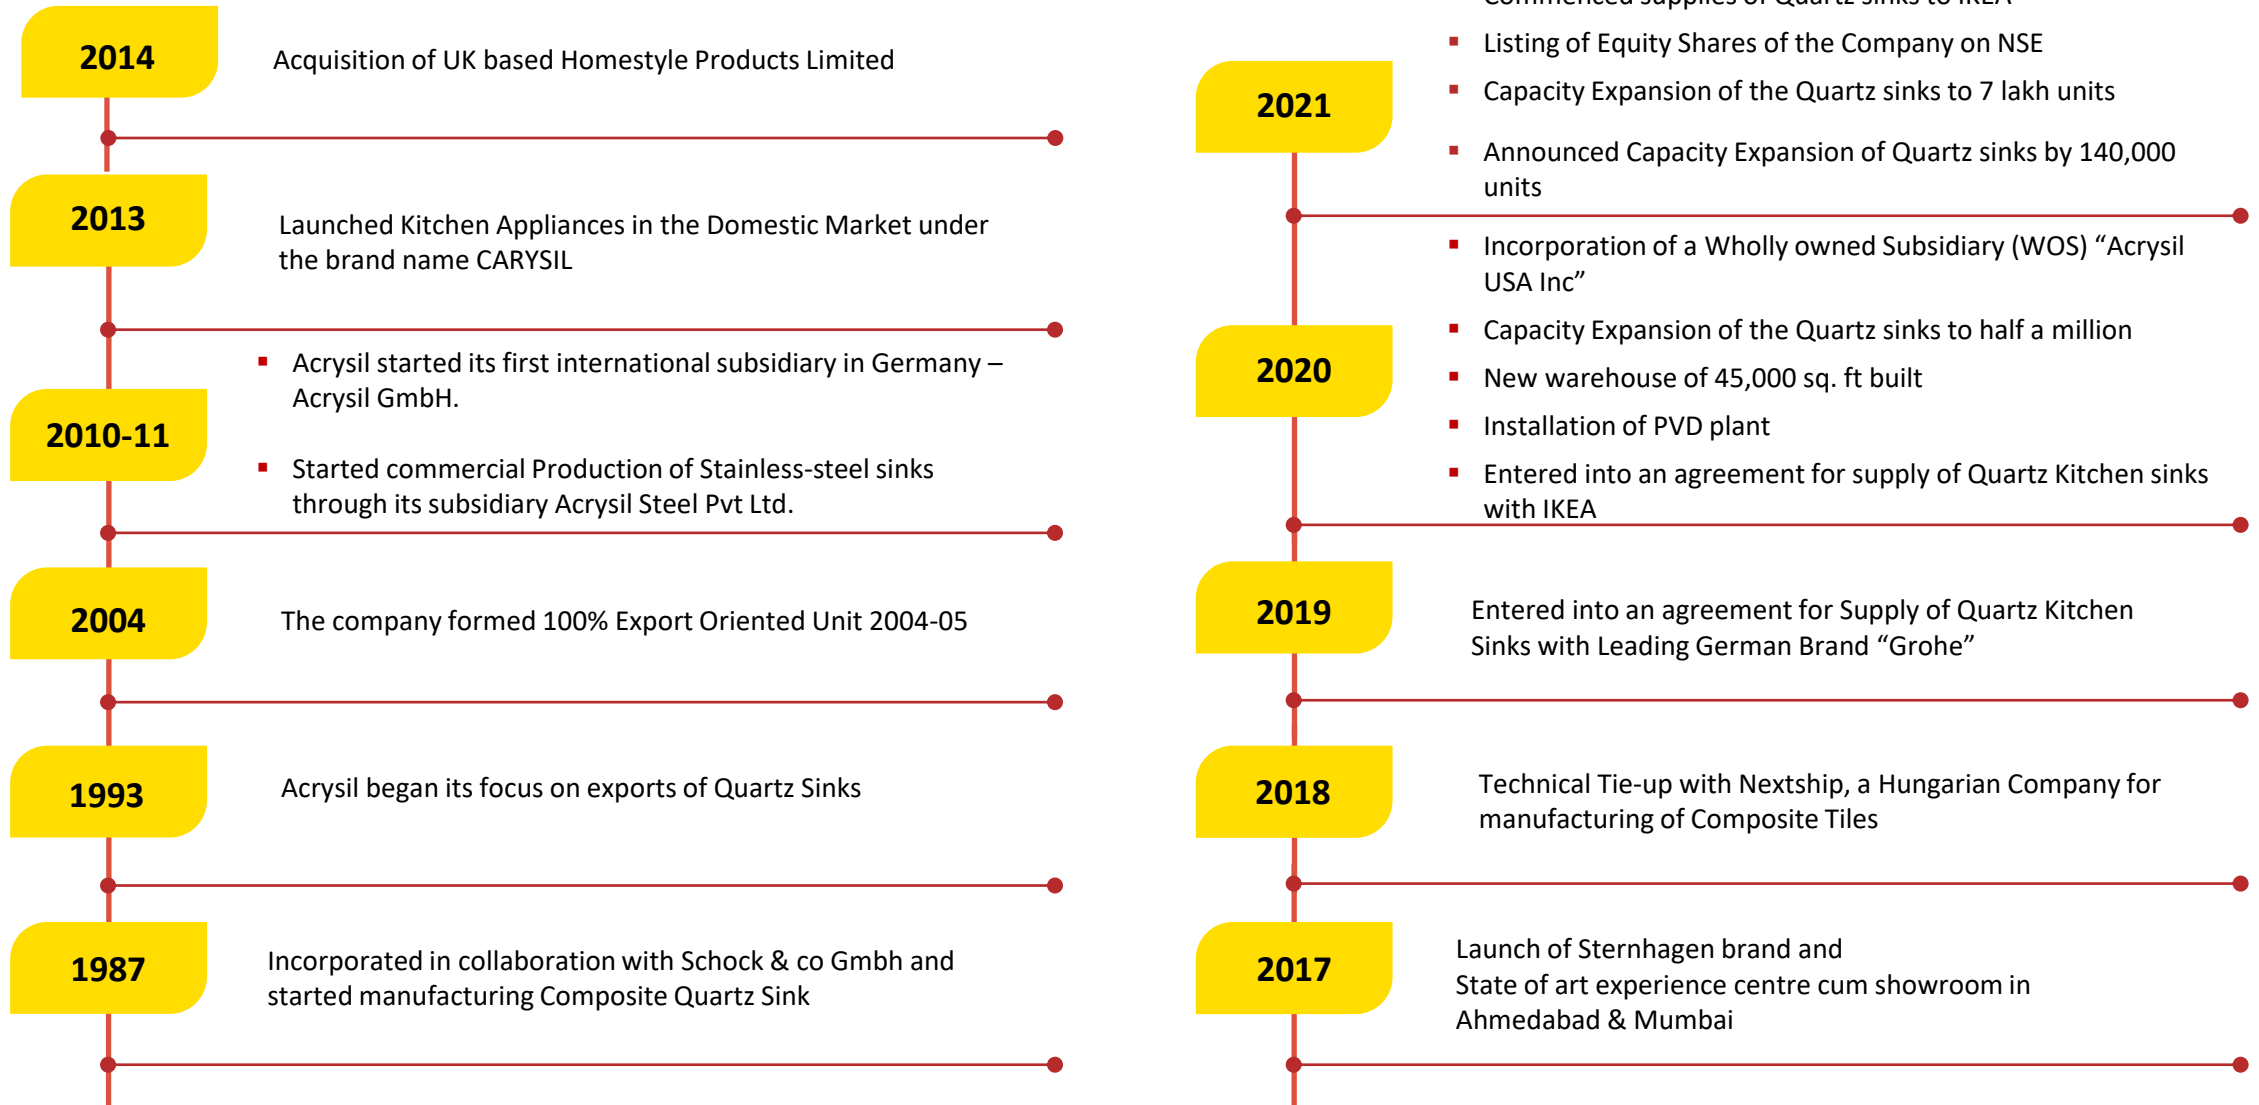 2014
Acquisition of UK based Homestyle Products Limited
2013
Launched Kitchen Appliances in the Domestic Market under
the brand name CARYSIL
2010-11
▪ Acrysil started its first international subsidiary in Germany –
Acrysil GmbH.
▪ Started commercial Production of Stainless-steel sinks
through its subsidiary Acrysil Steel Pvt Ltd.
2004
The company formed 100% Export Oriented Unit 2004-05
1993
Acrysil began its focus on exports of Quartz Sinks
1987
Incorporated in collaboration with Schock & co Gmbh and
started manufacturing Composite Quartz Sink
Commenced supplies of Quartz sinks to IKEA
2021
▪ Listing of Equity Shares of the Company on NSE
▪ Capacity Expansion of the Quartz sinks to 7 lakh units
▪ Announced Capacity Expansion of Quartz sinks by 140,000
units
2020
▪ Incorporation of a Wholly owned Subsidiary (WOS) “Acrysil
USA Inc”
▪ Capacity Expansion of the Quartz sinks to half a million
▪ New warehouse of 45,000 sq. ft built
▪ Installation of PVD plant
▪ Entered into an agreement for supply of Quartz Kitchen sinks
with IKEA
2019
Entered into an agreement for Supply of Quartz Kitchen
Sinks with Leading German Brand “Grohe”
2018
Technical Tie-up with Nextship, a Hungarian Company for
manufacturing of Composite Tiles
2017
Launch of Sternhagen brand and
State of art experience centre cum showroom in
Ahmedabad & Mumbai